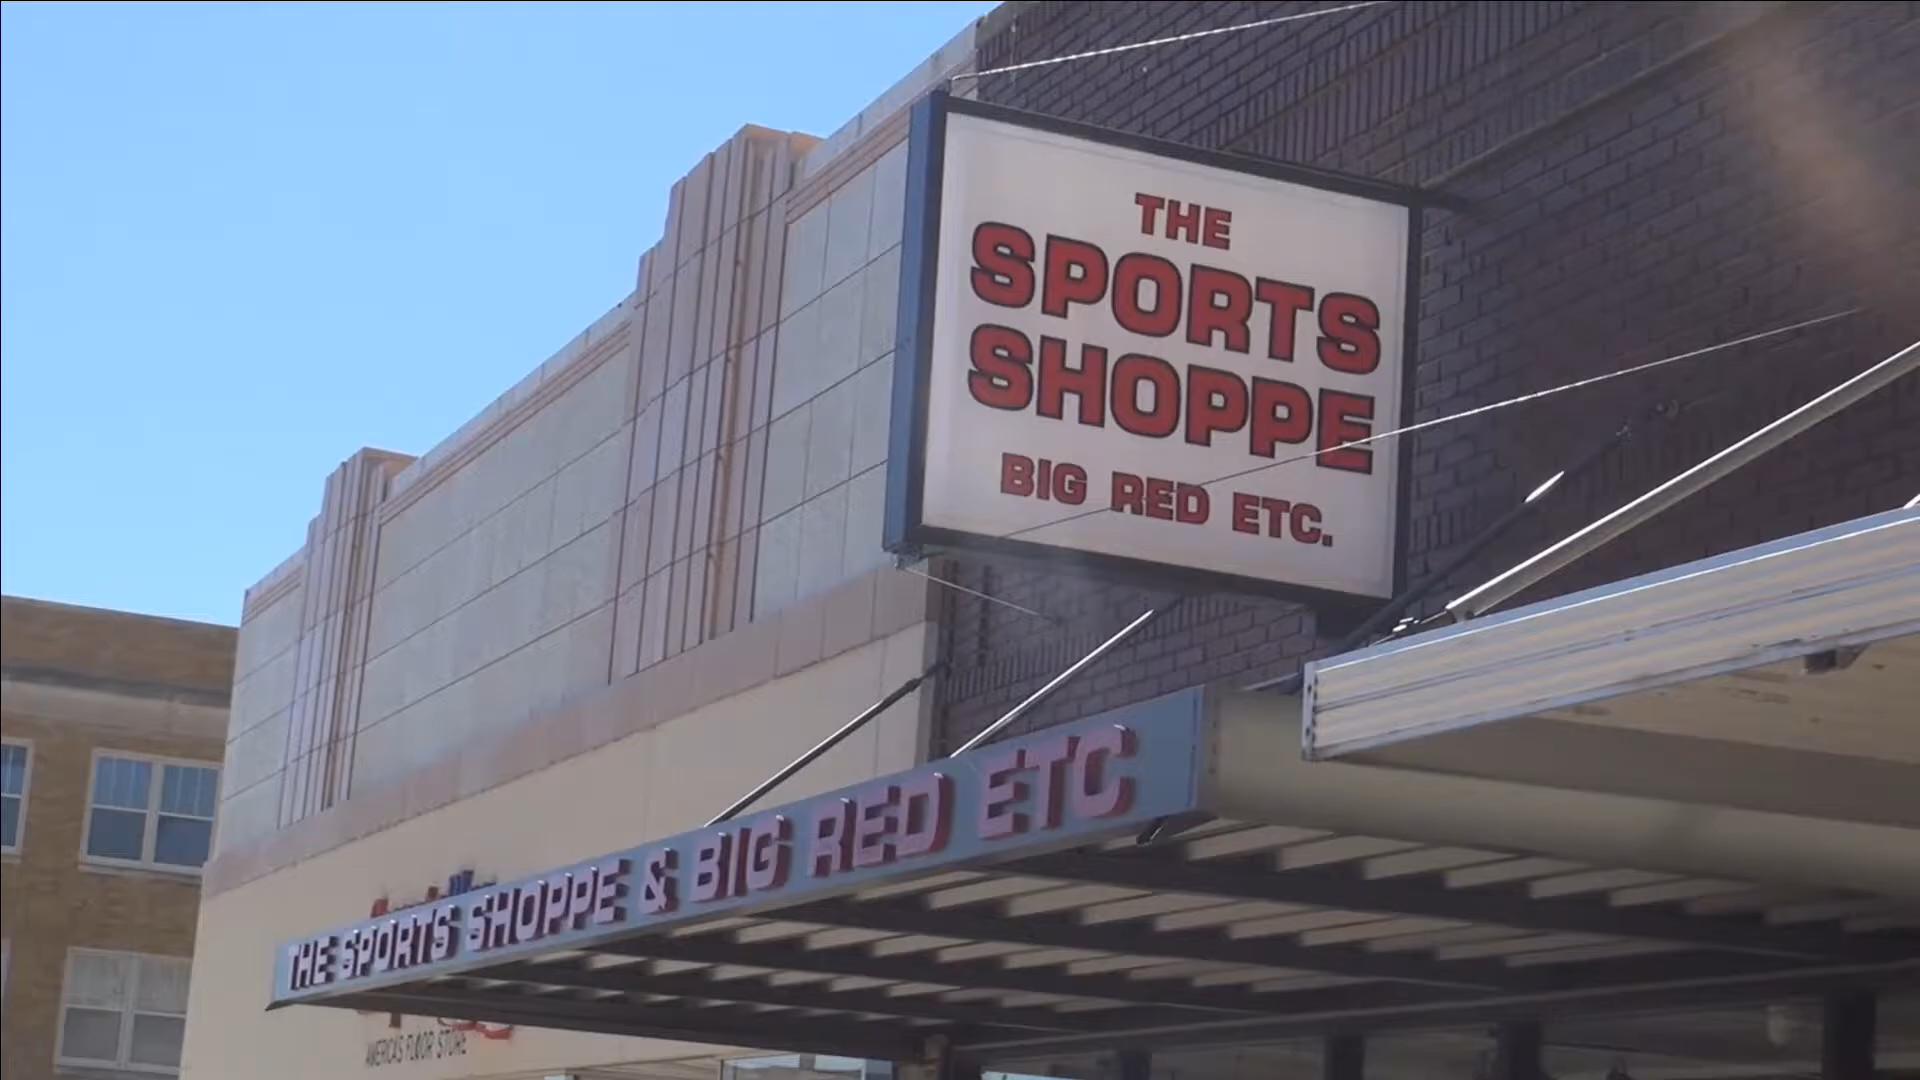 THE
SPORTS
SHOPPE
BIG RED ETC.
THE SPORTS SHOPPE & BIG RED ETC
AMERICA'S FLOOR STORE